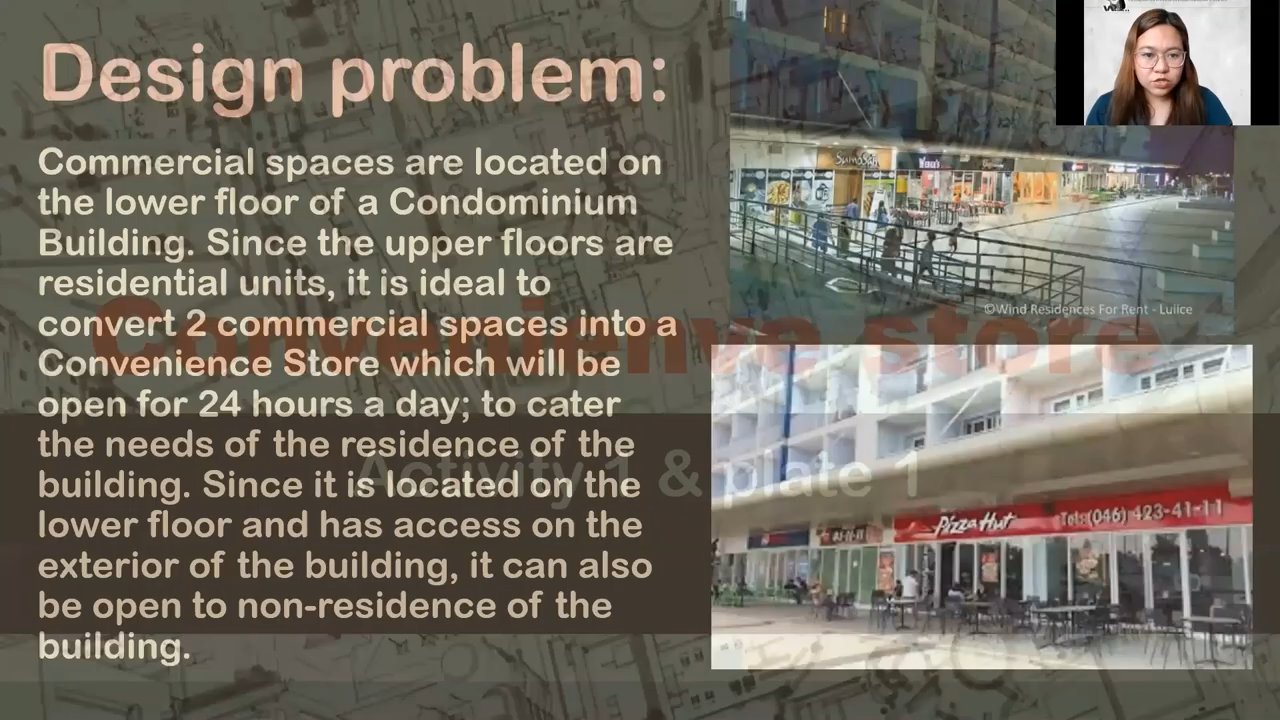 Design problem:
Commercial spaces are located on
the lower floor of a Condominium
Building. Since the upper floors are
residential units, it is ideal to
convert 2 commercial spaces into a
Convenience Store which will be
open for 24 hours a day; to cater
the needs of the residence of the
building. Since it is located on the
lower floor and has access on the
exterior of the building, it can also
be open to non-residence of the
building.
Convenienve store
Activity 1 & plate 1
SumoSam
©Wind Residences For Rent - Luiice
Pizza Hut Tel: (046) 423-41-11